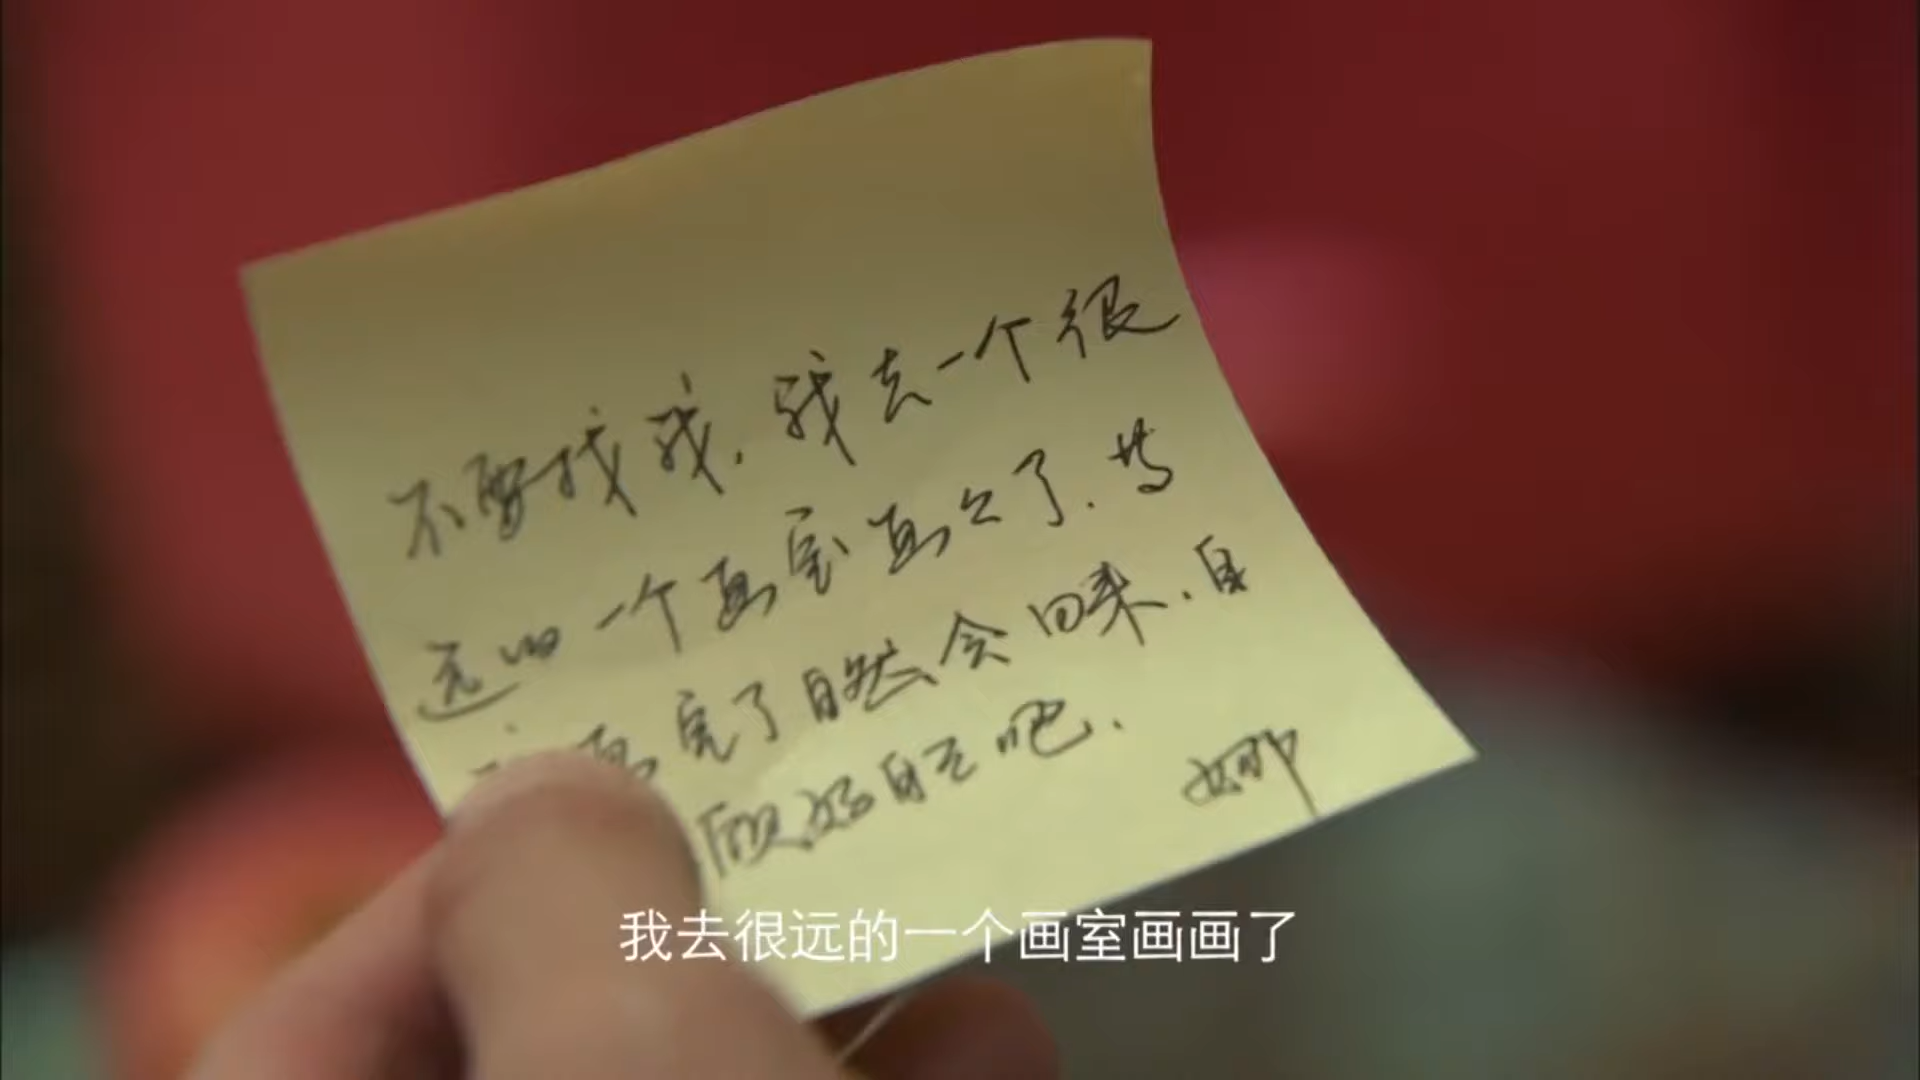 不要找我，我去一个很
远的一个画室画画了.等
画完了自然会回来.自
顾好自己吧.
娜
我去很远的一个画室画画了